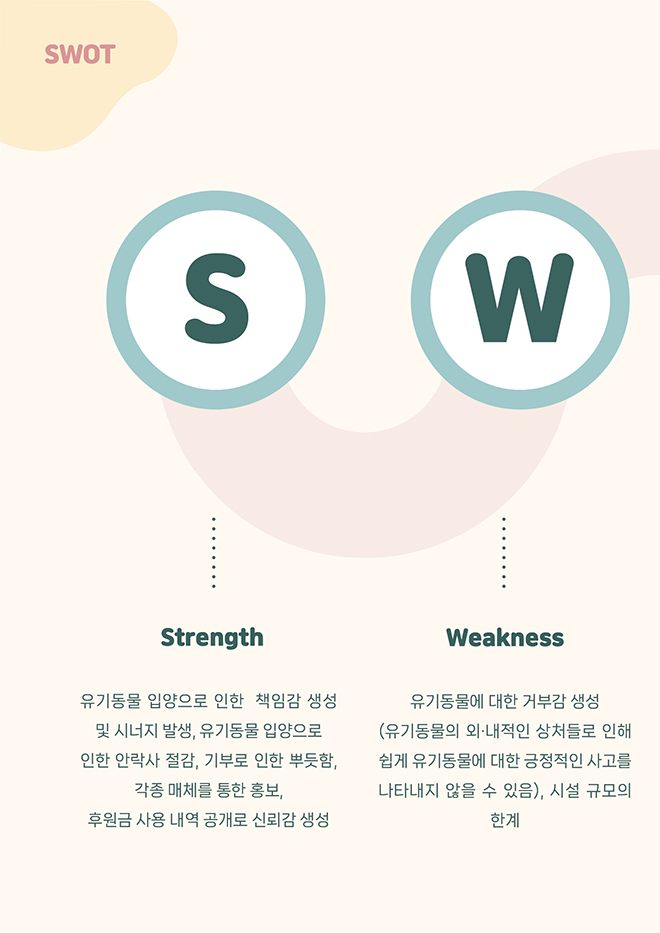 SWOT
S
W
Strength
유기동물 입양으로 인한 책임감 생성
및 시너지 발생, 유기동물 입양으로
인한 안락사 절감, 기부로 인한 뿌듯함,
각종 매체를 통한 홍보,
후원금 사용 내역 공개로 신뢰감 생성
Weakness
유기동물에 대한 거부감 생성
(유기동물의 외·내적인 상처들로 인해
쉽게 유기동물에 대한 긍정적인 사고를
나타내지 않을 수 있음), 시설 규모의
한계